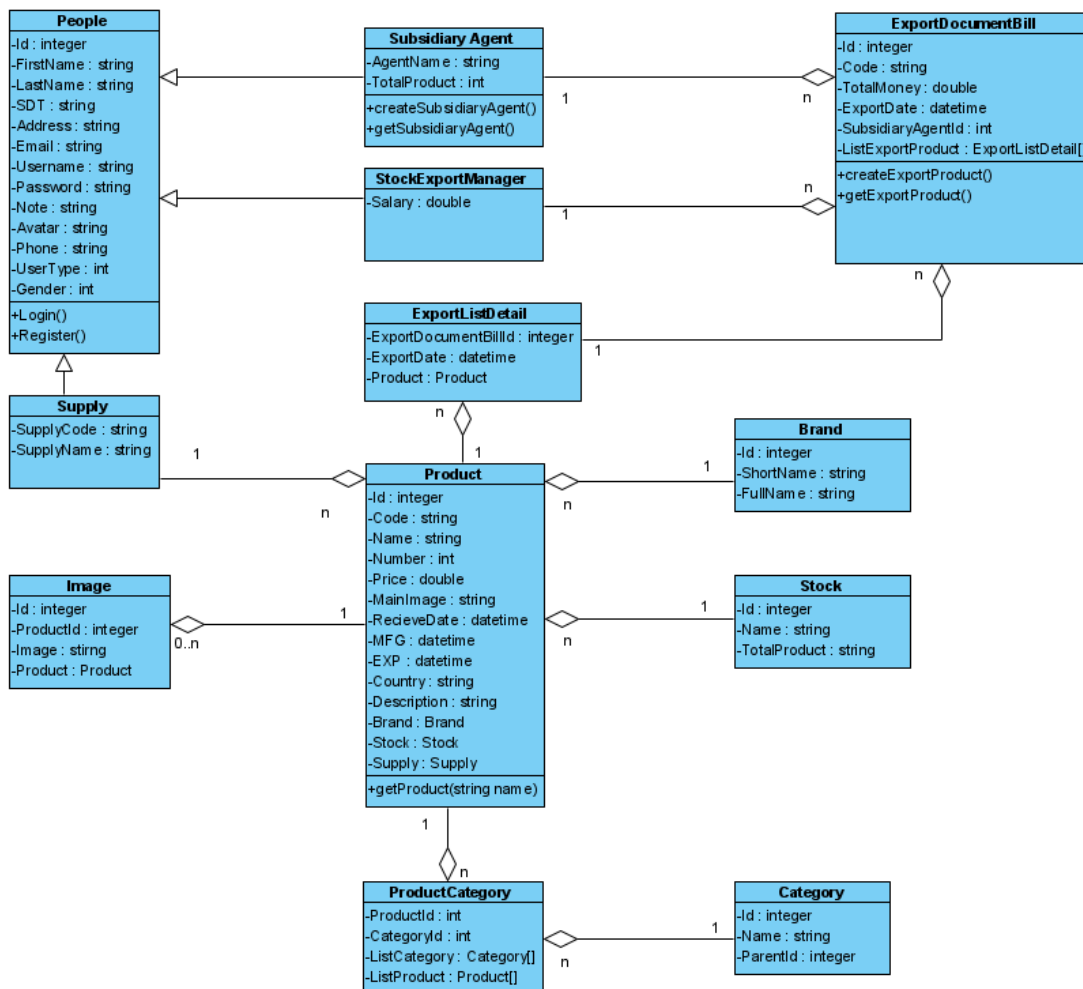 People
-Id : integer
-FirstName : string
-LastName : string
-SDT : string
-Address : string
-Email : string
-Username : string
-Password : string
-Note : string
-Avatar : string
-Phone : string
-UserType : int
-Gender : int
+Login()
+Register()
Subsidiary Agent
-AgentName : string
-TotalProduct : int
+createSubsidiaryAgent()
+getSubsidiaryAgent()
1
n
ExportDocumentBill
-Id : integer
-Code : string
-TotalMoney : double
-ExportDate : datetime
-SubsidiaryAgentId : int
-ListExportProduct : ExportListDetail[]
+createExportProduct()
+getExportProduct()
StockExportManager
-Salary : double
1
n
n
1
ExportListDetail
-ExportDocumentBillId : integer
-ExportDate : datetime
-Product : Product
n
1
Supply
-SupplyCode : string
-SupplyName : string
1
n
Product
-Id : integer
-Code : string
-Name : string
-Number : int
-Price : double
-MainImage : string
-RecieveDate : datetime
-MFG : datetime
-EXP : datetime
-Country : string
-Description : string
-Brand : Brand
-Stock : Stock
-Supply : Supply
+getProduct(string name)
n
1
Brand
-Id : integer
-ShortName : string
-FullName : string
Image
-Id : integer
-ProductId : integer
-Image : stirng
-Product : Product
0..n
1
n
1
Stock
-Id : integer
-Name : string
-TotalProduct : string
1
n
ProductCategory
-ProductId : int
-CategoryId : int
-ListCategory : Category[]
-ListProduct : Product[]
n
1
Category
-Id : integer
-Name : string
-ParentId : integer